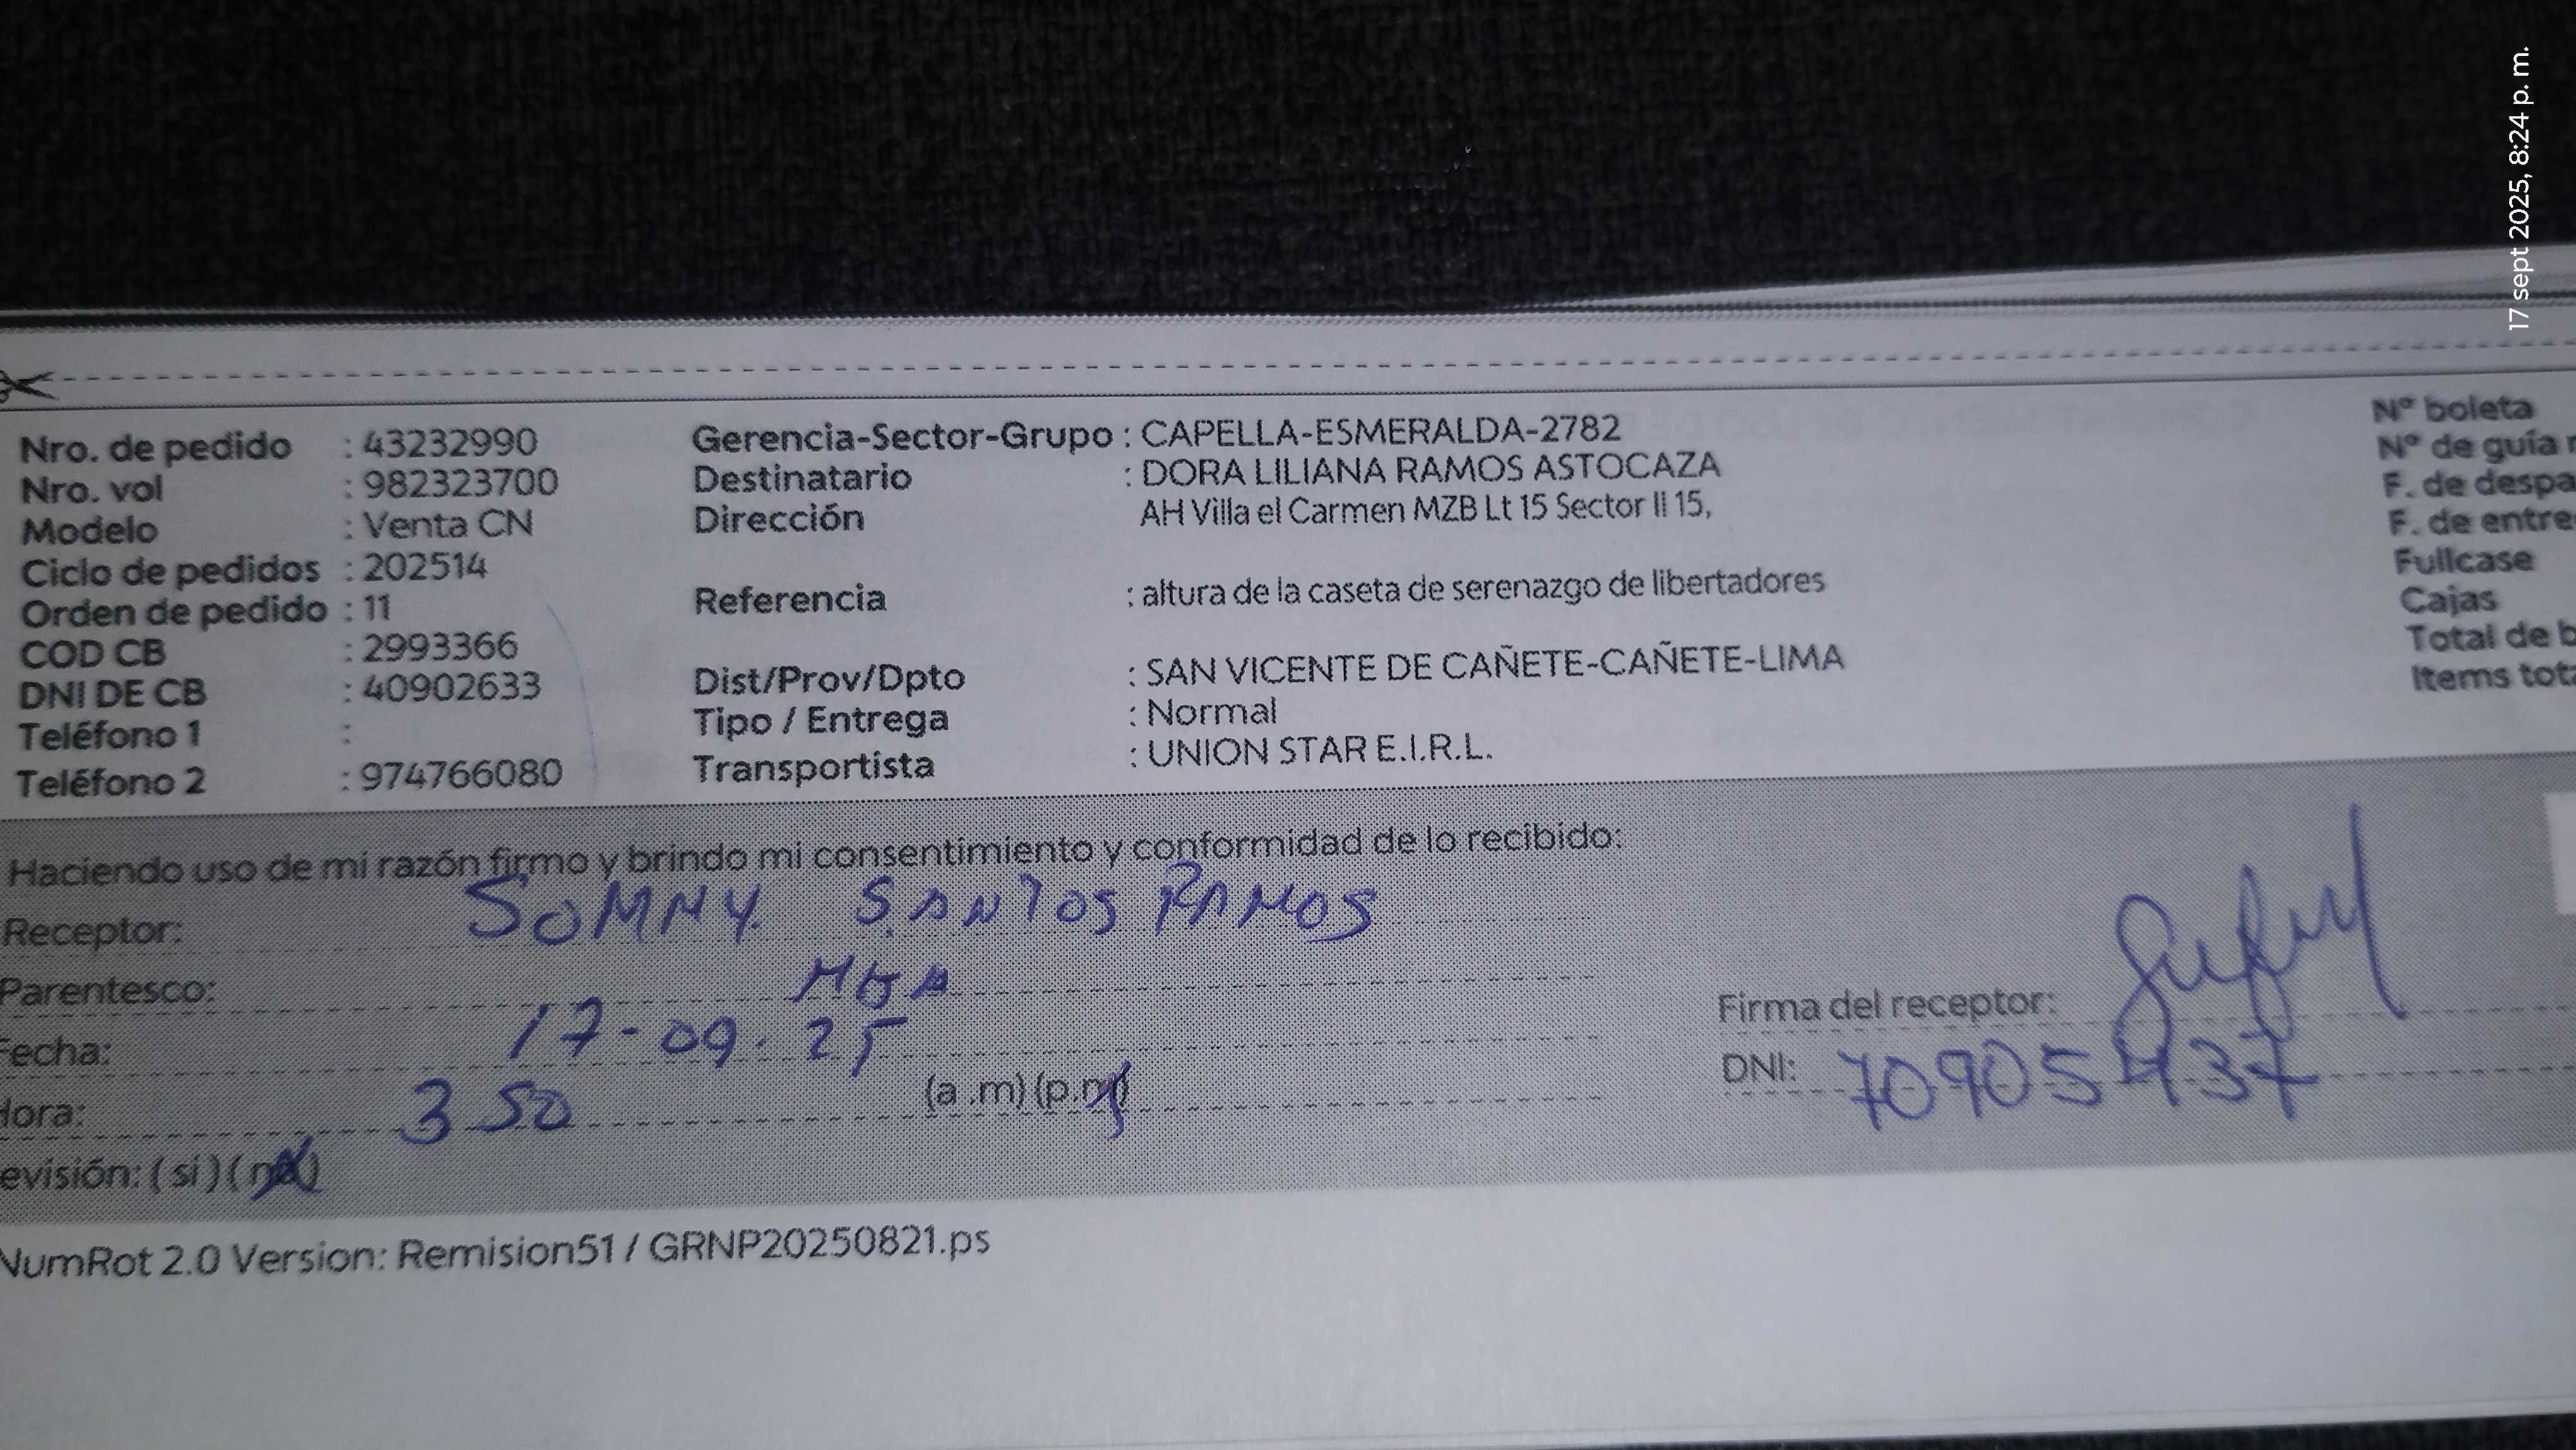 17 sept 2025, 8:24 p. m.
Nro. de pedido : 43232990
Nro. vol : 982323700
Modelo : Venta CN
Ciclo de pedidos : 202514
Orden de pedido : 11
COD CB : 2993366
DNI DE CB : 40902633
Teléfono 1 :
Teléfono 2 : 974766080
Gerencia-Sector-Grupo : CAPELLA-ESMERALDA-2782
Destinatario : DORA LILIANA RAMOS ASTOCAZA
Dirección AH Villa el Carmen MZB Lt 15 Sector II 15,
Referencia : altura de la caseta de serenazgo de libertadores
Dist/Prov/Dpto : SAN VICENTE DE CAÑETE-CAÑETE-LIMA
Tipo / Entrega : Normal
Transportista : UNION STAR E.I.R.L.
Nº boleta
Nº de guía
F. de despa
F. de entre
Fullcase
Cajas
Total de b
Items tota
Haciendo uso de mi razón firmo y brindo mi consentimiento y conformidad de lo recibido:
Receptor: SOMNY. SANTOS RAMOS
Parentesco:
Fecha: 17-09.25
Hora: 3 50 (a .m) (p.m)
evisión: ( si ) ( no )
Firma del receptor:
DNI: 70905437
NumRot 2.0 Version: Remision51 / GRNP20250821.ps